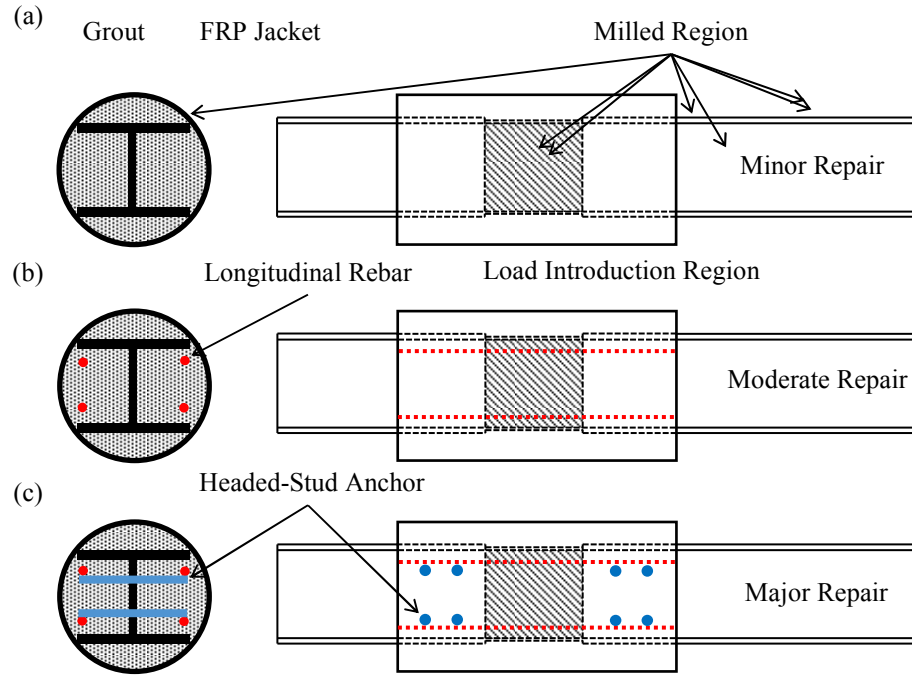 (a)
Grout FRP Jacket Milled Region
Minor Repair
(b)
Longitudinal Rebar Load Introduction Region
Moderate Repair
(c)
Headed-Stud Anchor
Major Repair